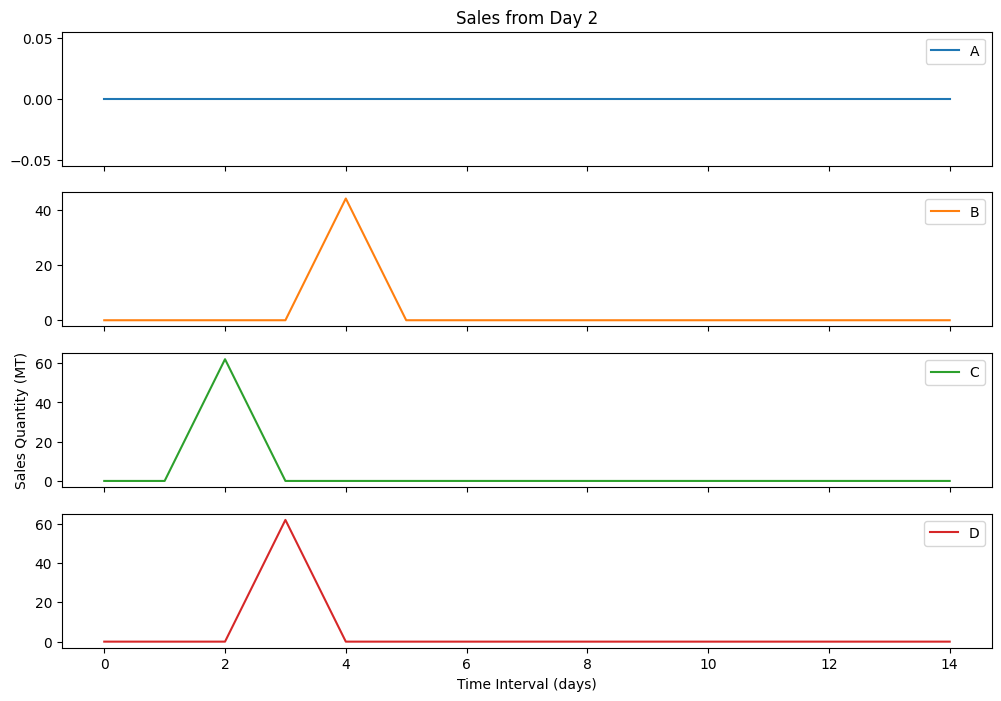 Sales from Day 2
0.05
0.00
−0.05
A
40
20
0
B
Sales Quantity (MT)
60
40
20
0
C
60
40
20
0
D
0 2 4 6 8 10 12 14
Time Interval (days)